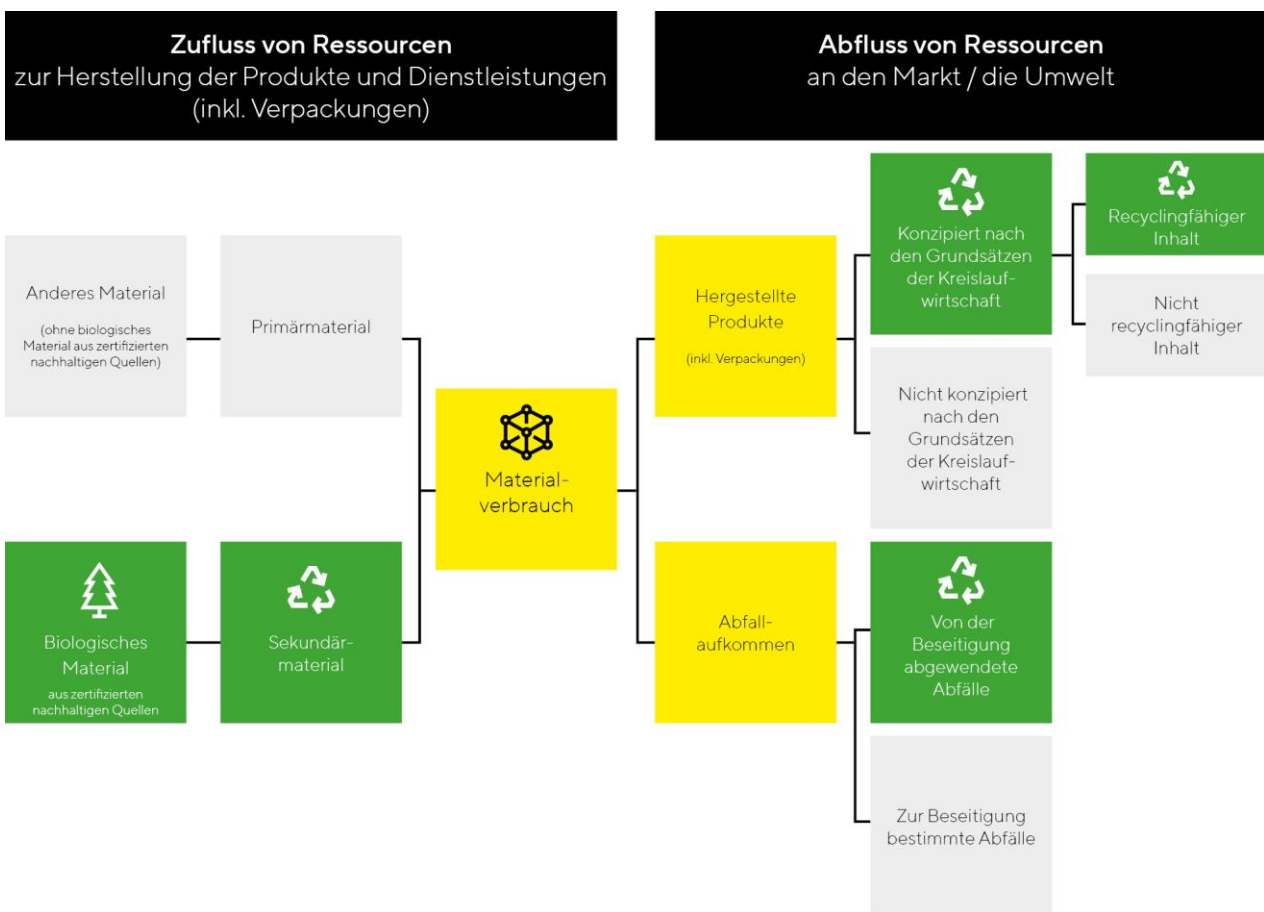 Zufluss von Ressourcen
zur Herstellung der Produkte und Dienstleistungen
(inkl. Verpackungen)
Abfluss von Ressourcen
an den Markt / die Umwelt
Anderes Material
(ohne biologisches
Material aus zertifizierten
nachhaltigen Quellen)
Primärmaterial
Biologisches
Material
aus zertifizierten
nachhaltigen Quellen
Sekundär-
material
Material-
verbrauch
Hergestellte
Produkte
(inkl. Verpackungen)
Konzipiert nach
den Grundsätzen
der Kreislauf-
wirtschaft
Recyclingfähiger
Inhalt
Nicht
recyclingfähiger
Inhalt
Nicht konzipiert
nach den
Grundsätzen
der Kreislauf-
wirtschaft
Abfall-
aufkommen
Von der
Beseitigung
abgewendete
Abfälle
Zur Beseitigung
bestimmte Abfälle